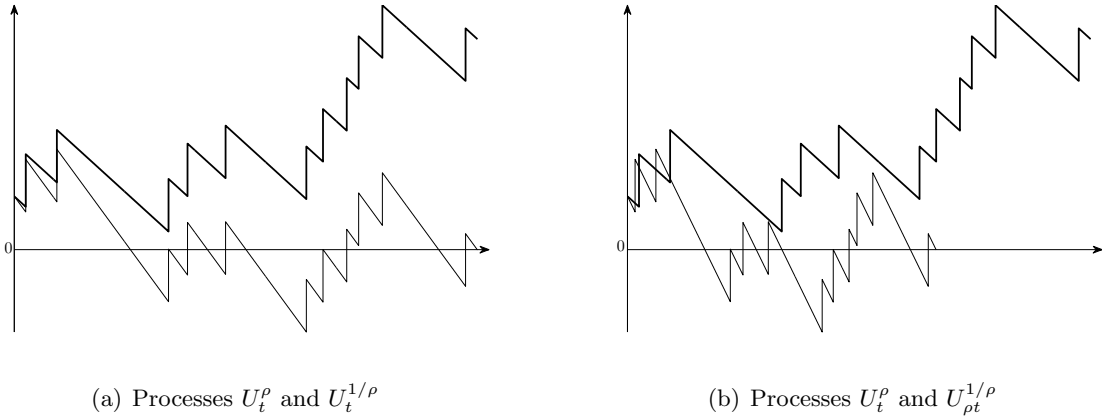 0
0
(a) Processes $U_t^{\rho}$ and $U_t^{1/\rho}$
(b) Processes $U_t^{\rho}$ and $U_{\rho t}^{1/\rho}$